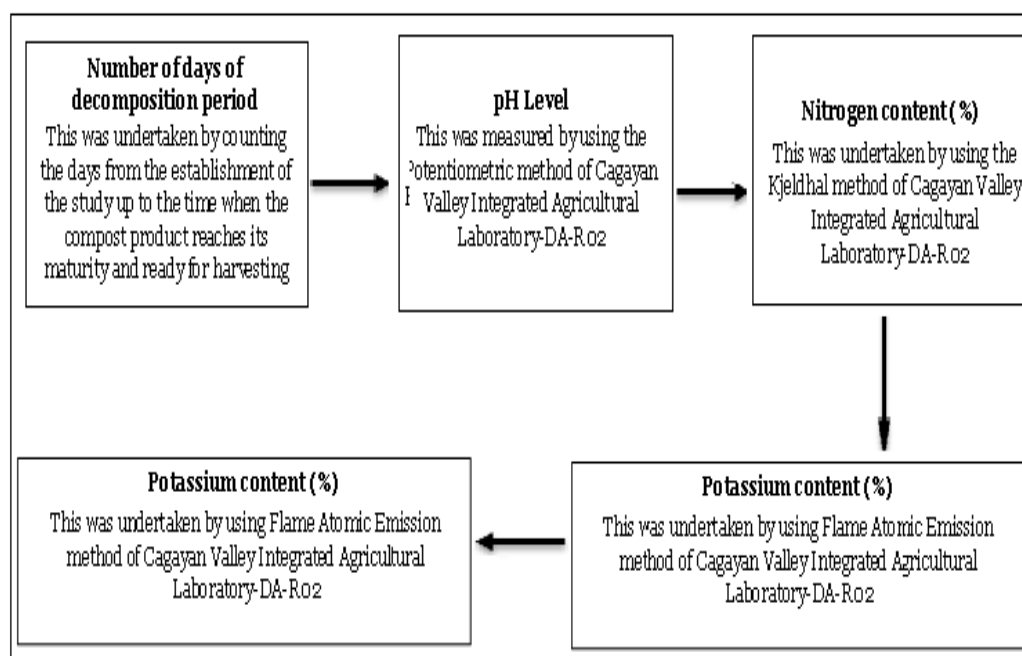 Number of days of
decomposition period
This was undertaken by counting
the days from the establishment of
the study up to the time when the
compost product reaches its
maturity and ready for harvesting
pH Level
This was measured by using the
Potentiometric method of Cagayan
Valley Integrated Agricultural
Laboratory-DA-R02
Nitrogen content (%)
This was undertaken by using the
Kjeldhal method of Cagayan Valley
Integrated Agricultural
Laboratory-DA-R02
Potassium content (%)
This was undertaken by using Flame Atomic Emission
method of Cagayan Valley Integrated Agricultural
Laboratory-DA-R02
Potassium content (%)
This was undertaken by using Flame Atomic Emission
method of Cagayan Valley Integrated Agricultural
Laboratory-DA-R02